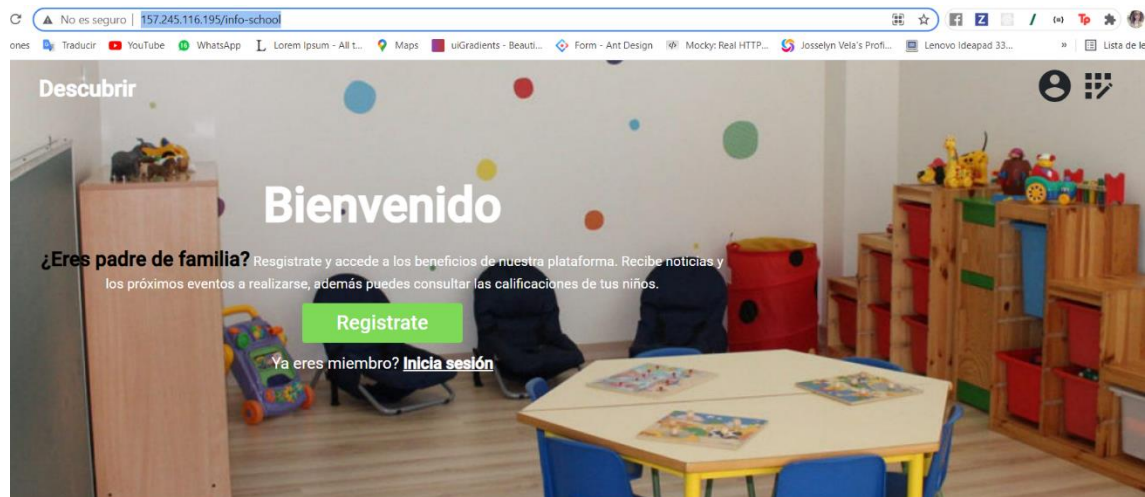 No es seguro | 157.245.116.195/info-school
ones Traducir YouTube WhatsApp Lorem Ipsum - All t... Maps uiGradients - Beauti... Form - Ant Design Mocky: Real HTTP... Josselyn Vela's Profi... Lenovo Ideapad 33... » Lista de le
Descubrir
Bienvenido
¿Eres padre de familia? Resgistrate y accede a los beneficios de nuestra plataforma. Recibe noticias y
los próximos eventos a realizarse, además puedes consultar las calificaciones de tus niños.
Registrate
Ya eres miembro? Inicia sesión